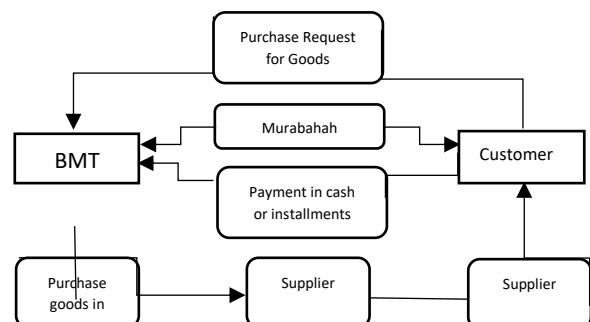 Purchase Request
for Goods
Murabahah
BMT
Customer
Payment in cash
or installments
Purchase
goods in
Supplier
Supplier